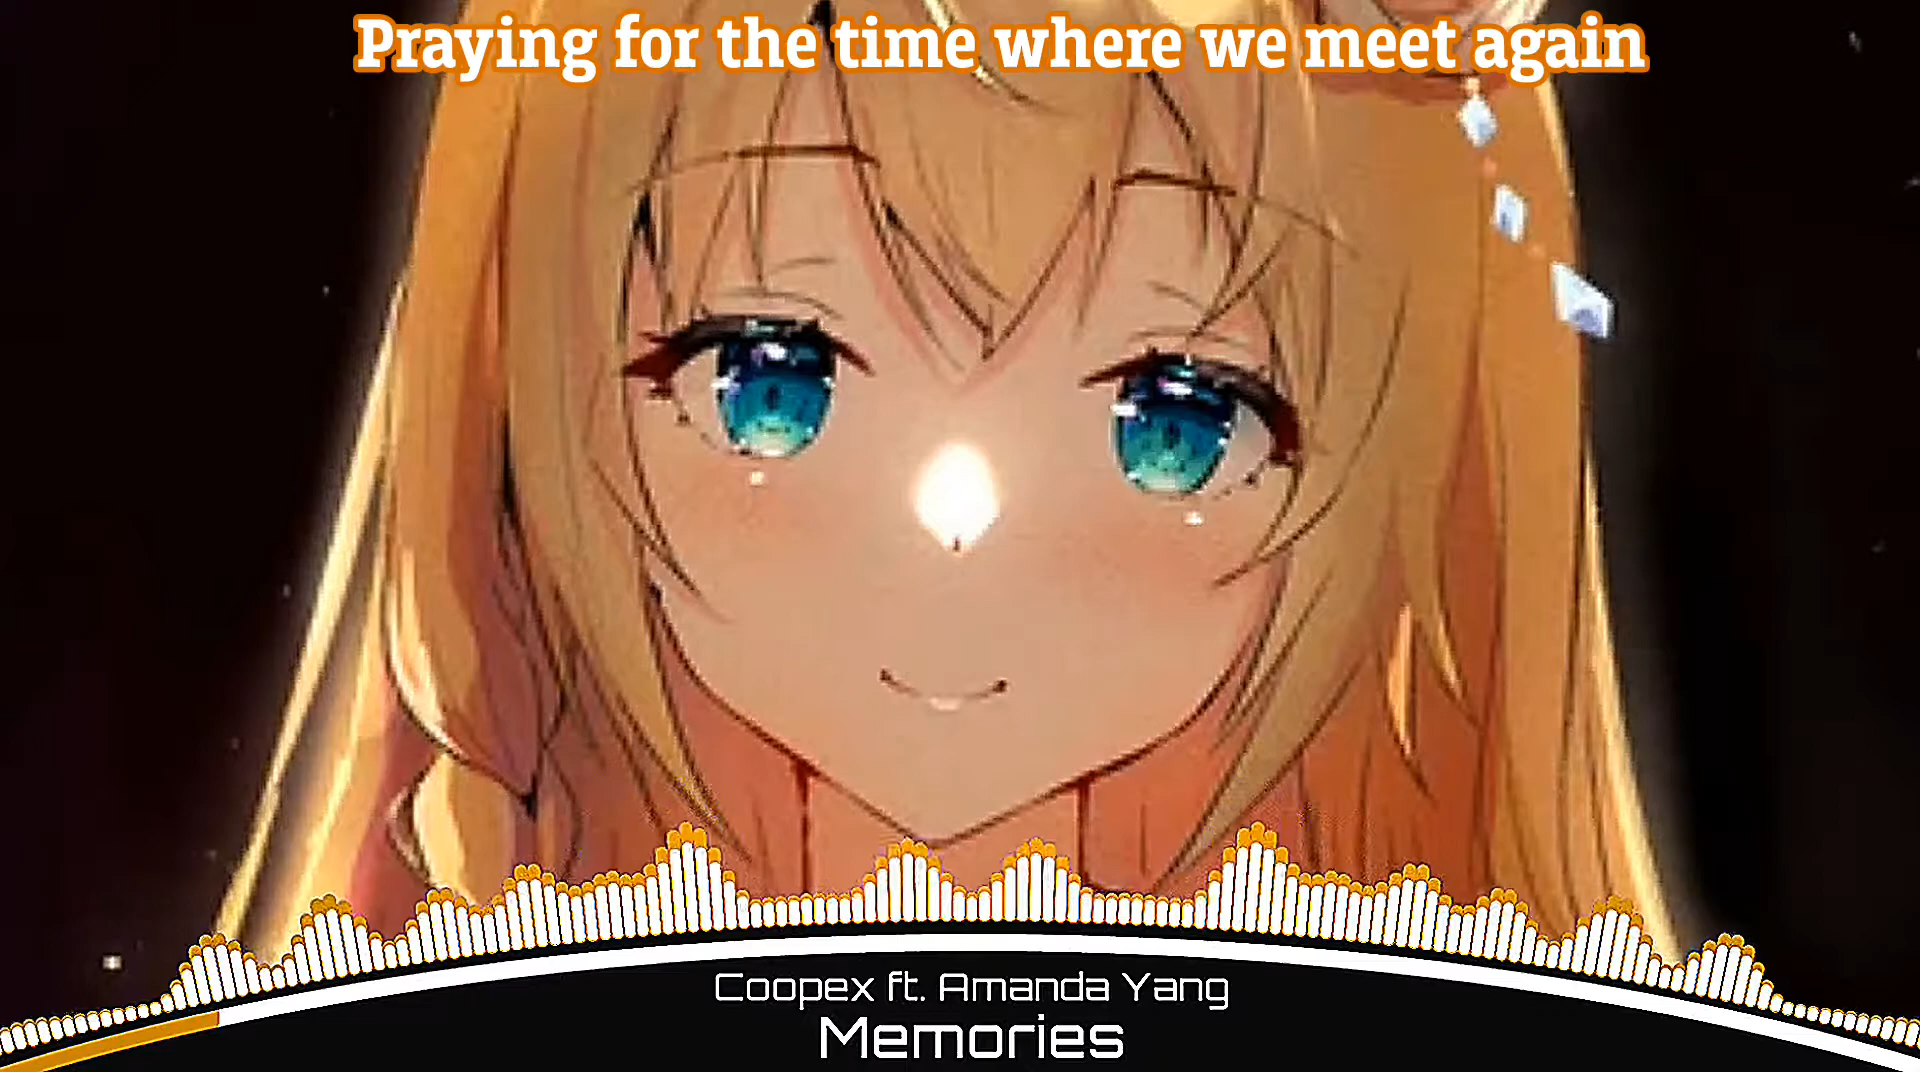 Praying for the time where we meet again
Coopex ft. Amanda Yang
Memories